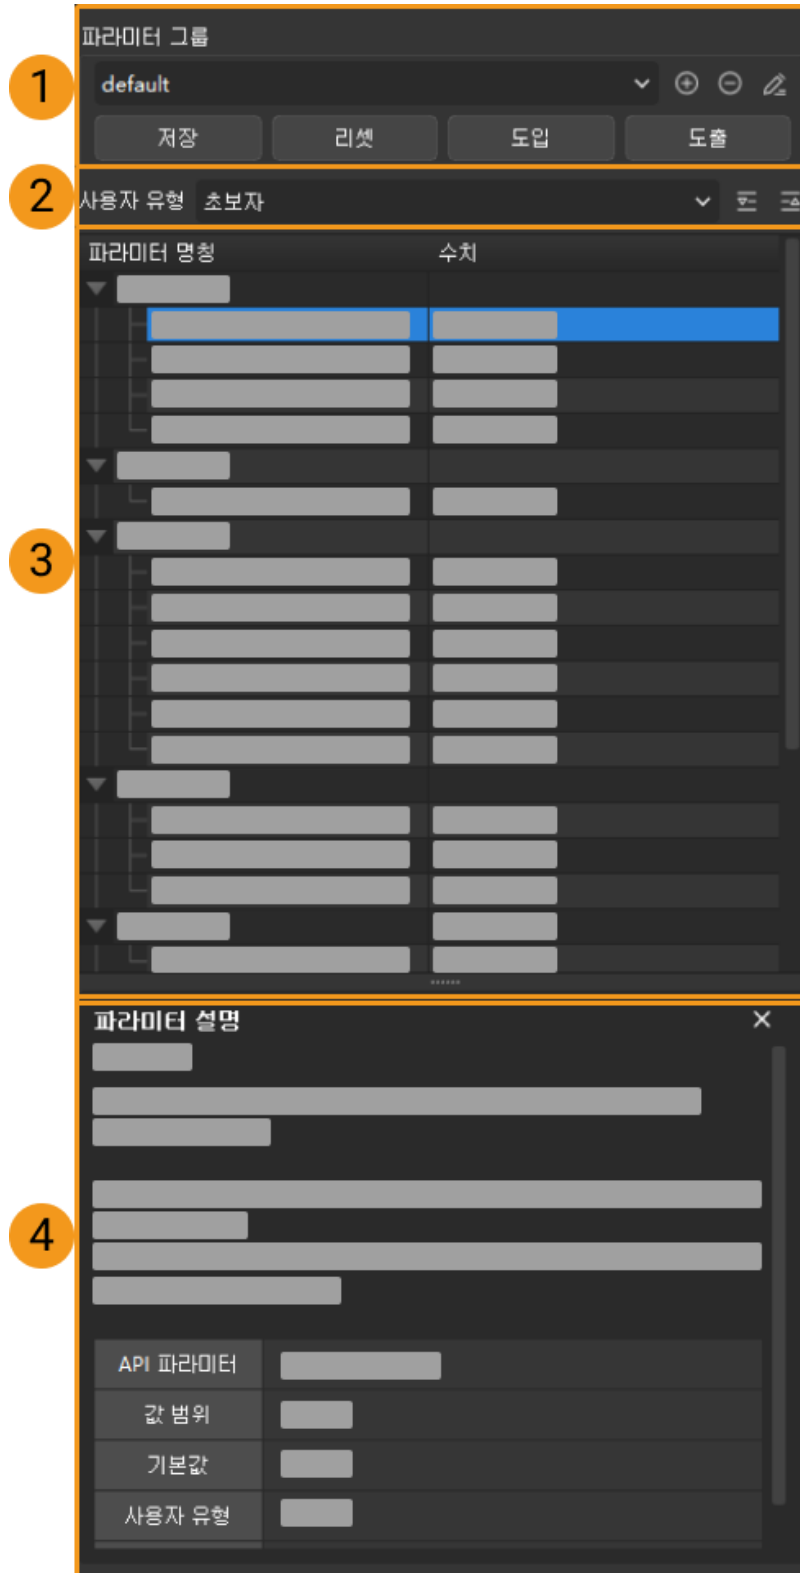 파라미터 그룹
1
default
저장 리셋 도입 도출
2
사용자 유형 초보자
파라미터 명칭 수치
3
파라미터 설명
4
API 파라미터
값 범위
기본값
사용자 유형